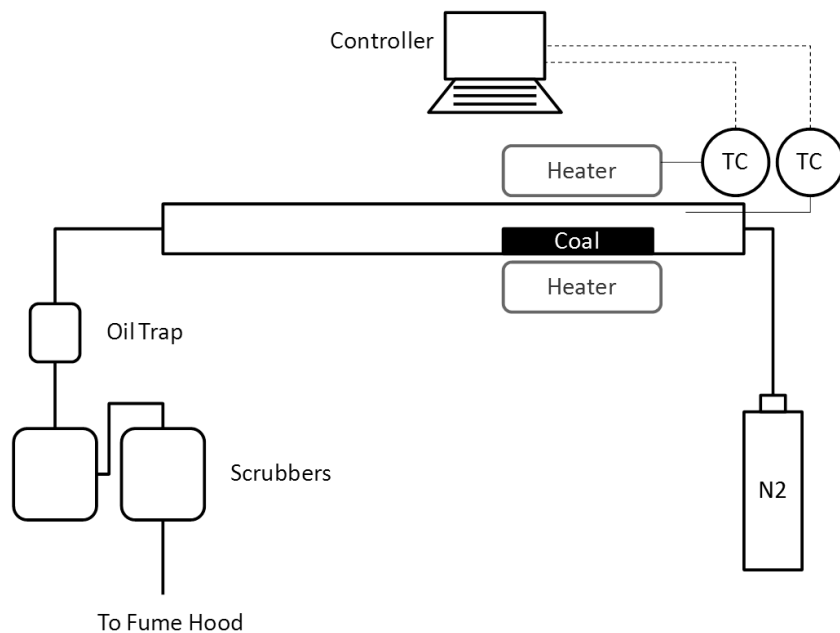 Controller
TC
TC
Heater
Coal
Heater
Oil Trap
Scrubbers
N2
To Fume Hood